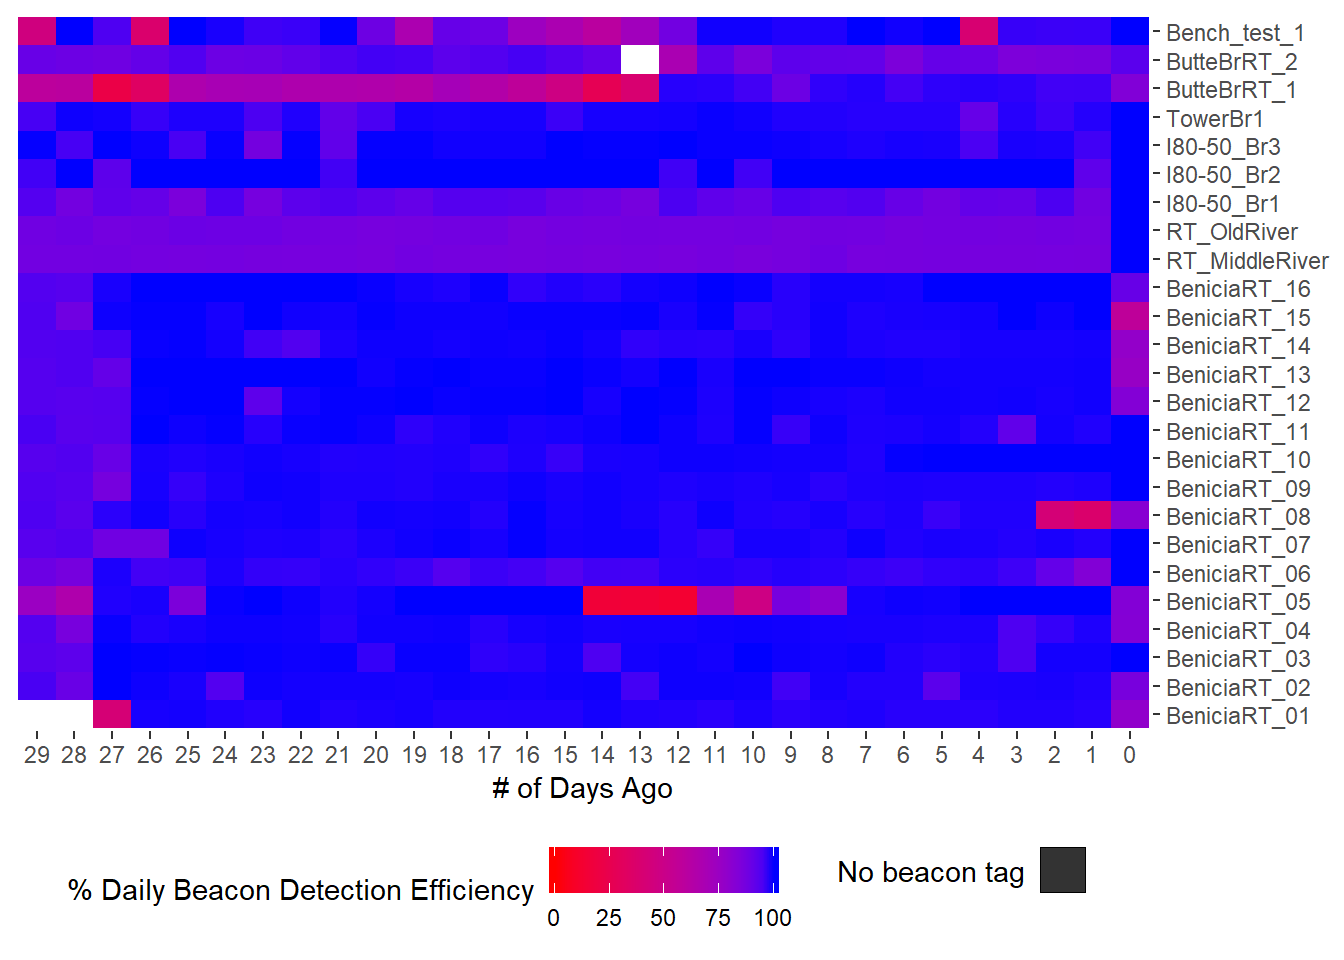 Bench_test_1
ButteBrRT_2
ButteBrRT_1
TowerBr1
I80-50_Br3
I80-50_Br2
I80-50_Br1
RT_OldRiver
RT_MiddleRiver
BeniciaRT_16
BeniciaRT_15
BeniciaRT_14
BeniciaRT_13
BeniciaRT_12
BeniciaRT_11
BeniciaRT_10
BeniciaRT_09
BeniciaRT_08
BeniciaRT_07
BeniciaRT_06
BeniciaRT_05
BeniciaRT_04
BeniciaRT_03
BeniciaRT_02
BeniciaRT_01
29 28 27 26 25 24 23 22 21 20 19 18 17 16 15 14 13 12 11 10 9 8 7 6 5 4 3 2 1 0
# of Days Ago
% Daily Beacon Detection Efficiency
0 25 50 75 100
No beacon tag